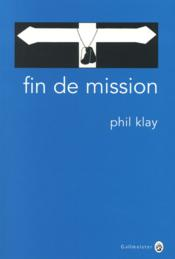 fin de mission
phil klay
Gallmeister